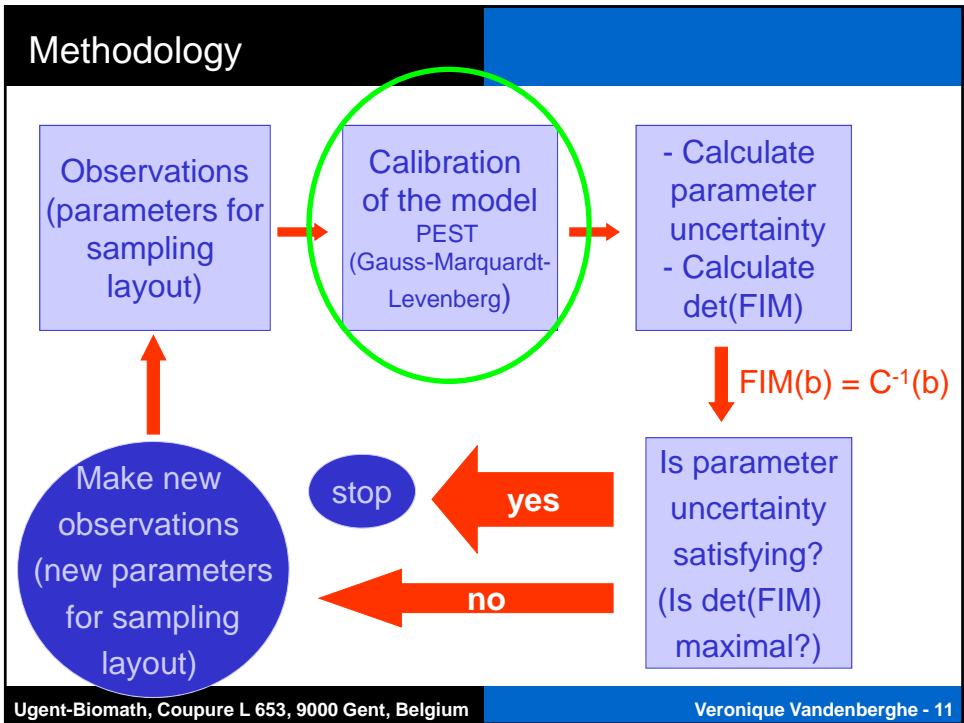 Methodology
Observations
(parameters for
sampling
layout)
Calibration
of the model
PEST
(Gauss-Marquardt-
Levenberg)
- Calculate
parameter
uncertainty
- Calculate
det(FIM)
FIM(b) = C⁻¹(b)
Is parameter
uncertainty
satisfying?
(Is det(FIM)
maximal?)
yes
stop
no
Make new
observations
(new parameters
for sampling
layout)
Ugent-Biomath, Coupure L 653, 9000 Gent, Belgium
Veronique Vandenberghe - 11